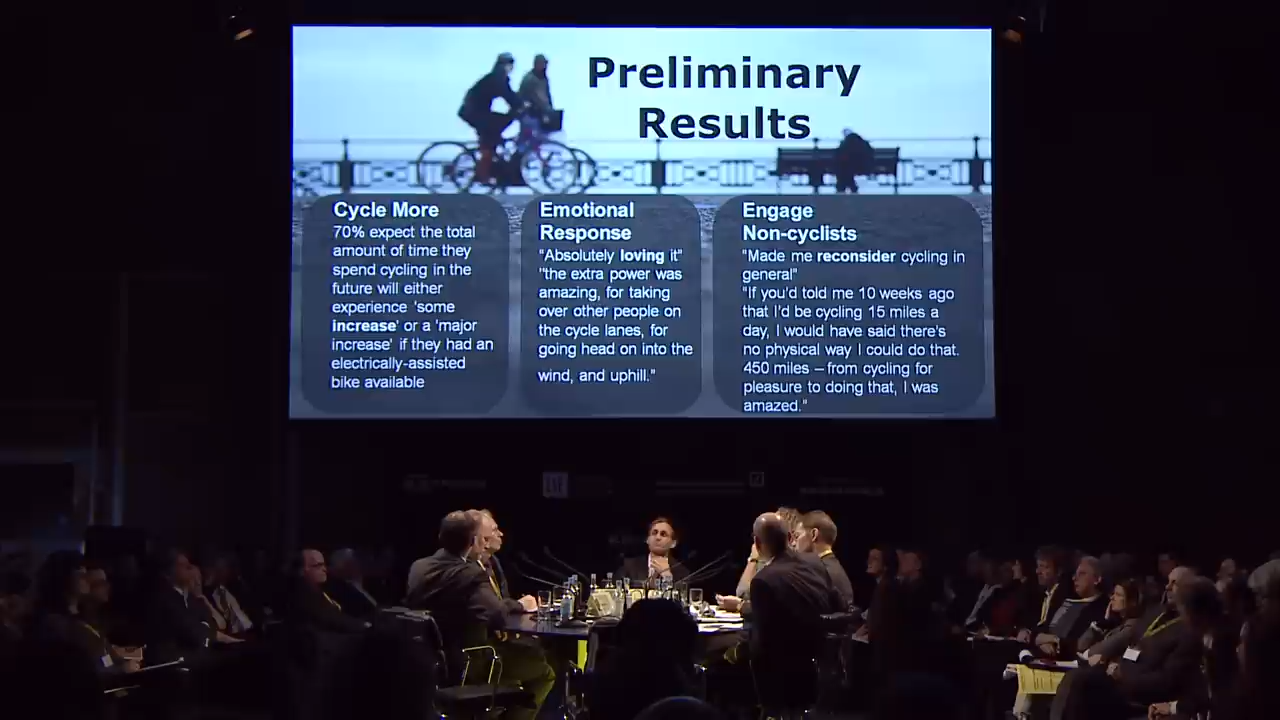 Preliminary
Results
Cycle More
70% expect the total
amount of time they
spend cycling in the
future will either
experience 'some
increase' or a 'major
increase' if they had an
electrically-assisted
bike available
Emotional
Response
"Absolutely loving it"
"the extra power was
amazing, for taking
over other people on
the cycle lanes, for
going head on into the
wind, and uphill."
Engage
Non-cyclists
"Made me reconsider cycling in
general"
"If you'd told me 10 weeks ago
that I'd be cycling 15 miles a
day, I would have said there's
no physical way I could do that.
450 miles – from cycling for
pleasure to doing that, I was
amazed."
LSE